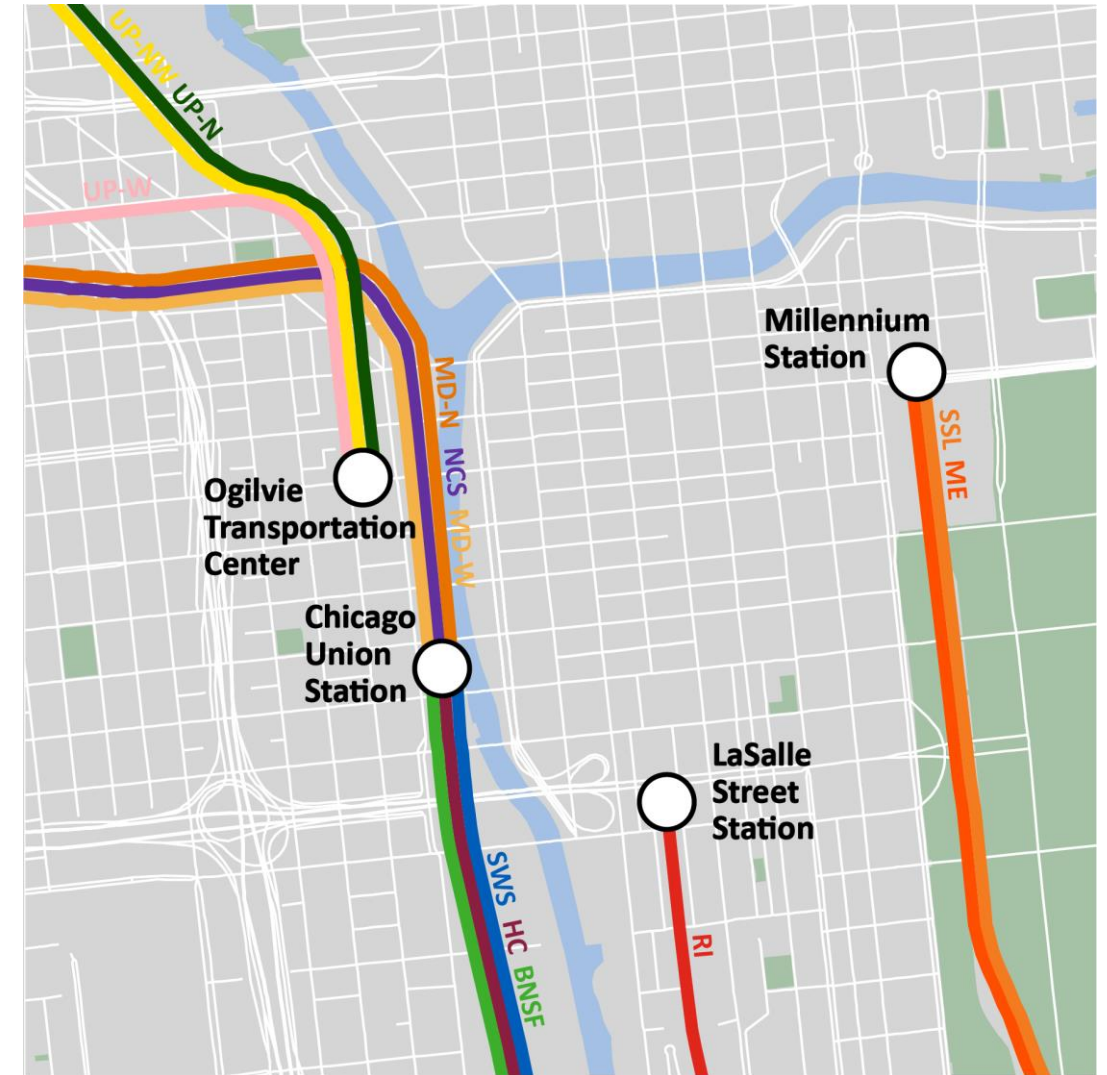 UP-NW UP-N
UP-W
Millennium
Station
MD-N NCS MD-W
SSL ME
Ogilvie
Transportation
Center
Chicago
Union
Station
LaSalle
Street
Station
SWS HC BNSF
RI